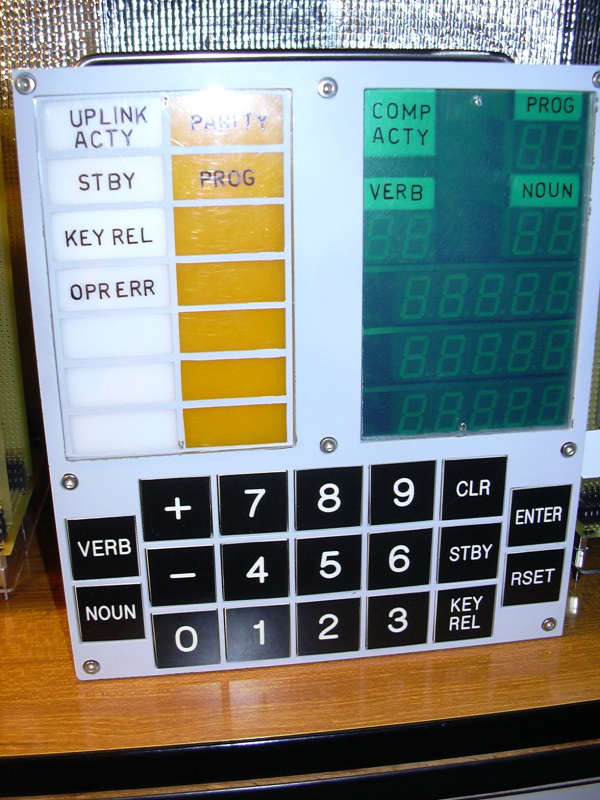 UPLINK
ACTY
PARITY
STBY
PROG
KEY REL
OPR ERR
COMP
ACTY
PROG
VERB
NOUN
+ 7 8 9 CLR
VERB
ENTER
- 4 5 6 STBY
NOUN
RSET
0 1 2 3 KEY
REL